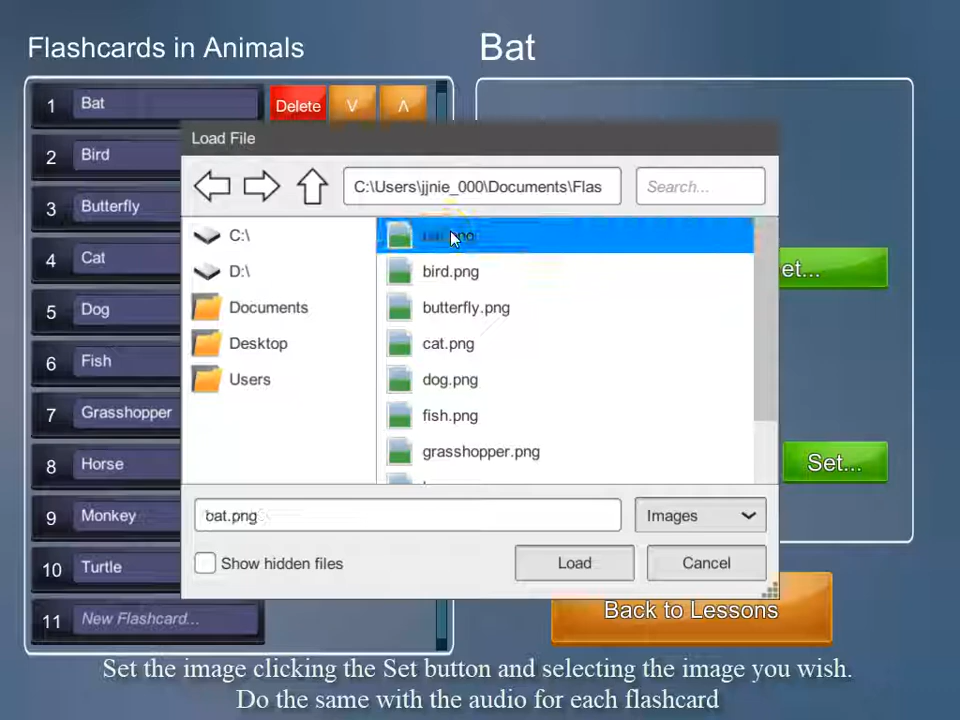 Flashcards in Animals
Bat
1 Bat Delete V Λ
Load File
2 Bird
C:\Users\jjnie_000\Documents\Flas Search...
3 Butterfly
C:\
4 Cat
bird.png
D:\
et...
5 Dog
Documents butterfly.png
Desktop cat.png
6 Fish
Users dog.png
7 Grasshopper
fish.png
8 Horse
grasshopper.png
Set...
9 Monkey
bat.png Images
10 Turtle
Show hidden files Load Cancel
11 New Flashcard...
Back to Lessons
Set the image clicking the Set button and selecting the image you wish.
Do the same with the audio for each flashcard